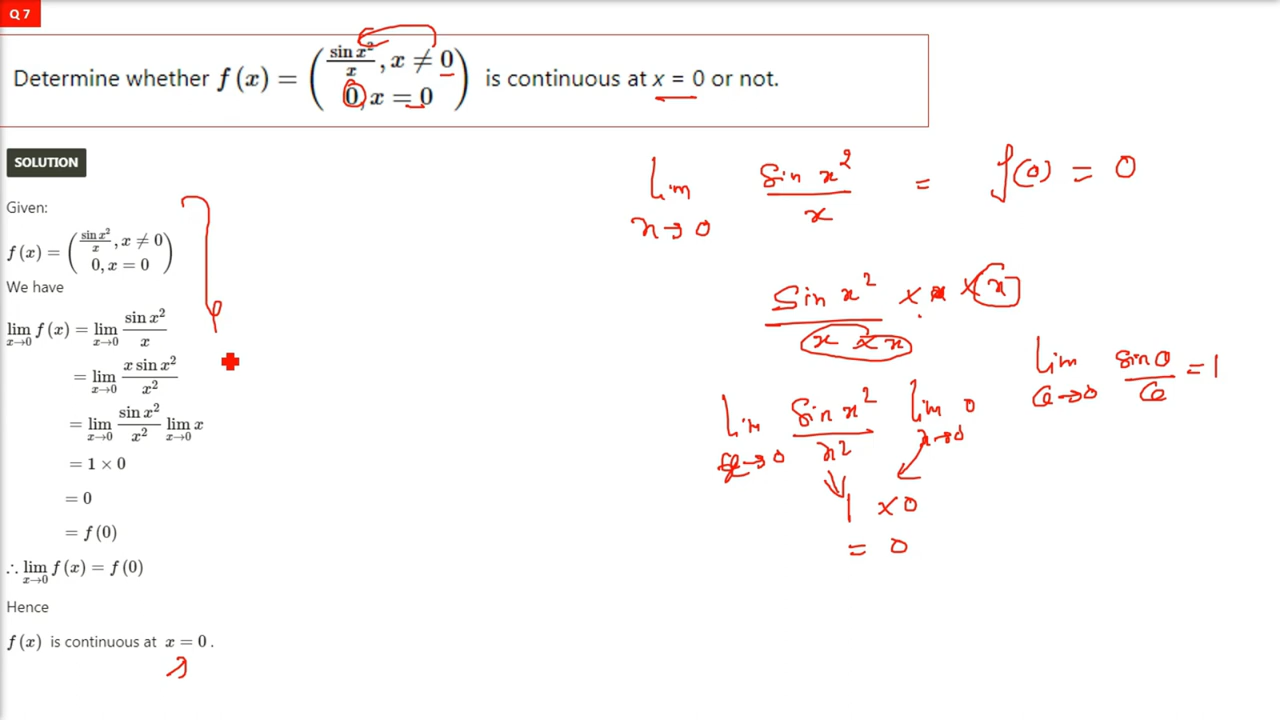 Q 7
Determine whether f (x) = ( sin x² / x , x ≠ 0
0, x = 0 ) is continuous at x = 0 or not.
SOLUTION
Given:
f (x) = ( sin x² / x , x ≠ 0
0, x = 0 )
We have
lim x→0 f (x) = lim x→0 sin x² / x
= lim x→0 x sin x² / x²
= lim x→0 sin x² / x² lim x→0 x
= 1 × 0
= 0
= f (0)
∴ lim x→0 f (x) = f (0)
Hence
f (x) is continuous at x = 0 .
lim x→0 sin x² / x = f(0) = 0
sin x² / x × x × x
lim θ→0 sin θ / θ = 1
lim x→0 sin x² / x² lim x→0 0
1 × 0
= 0